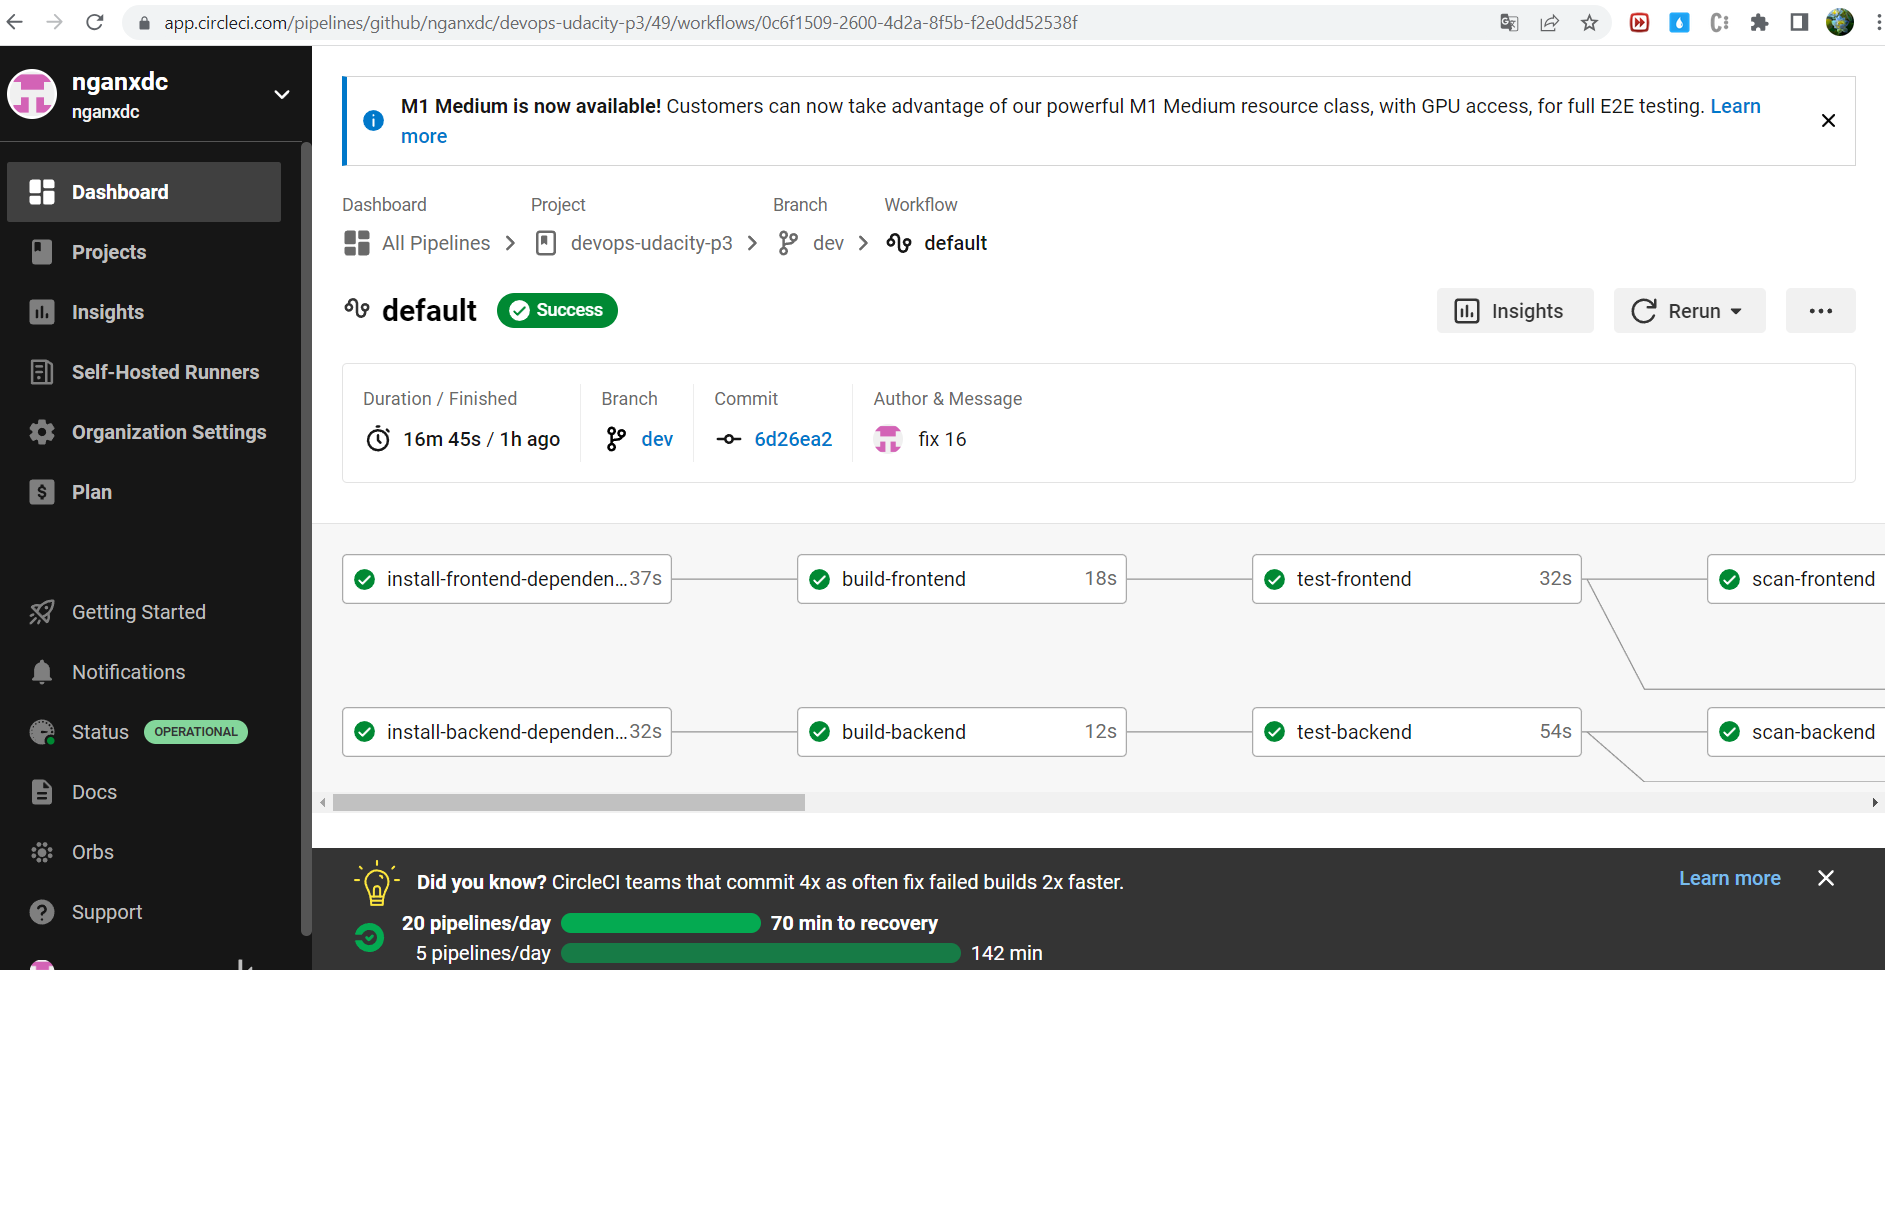 app.circleci.com/pipelines/github/nganxdc/devops-udacity-p3/49/workflows/0c6f1509-2600-4d2a-8f5b-f2e0dd52538f
nganxdc
nganxdc
Dashboard
Projects
Insights
Self-Hosted Runners
Organization Settings
Plan
Getting Started
Notifications
Status OPERATIONAL
Docs
Orbs
Support
M1 Medium is now available! Customers can now take advantage of our powerful M1 Medium resource class, with GPU access, for full E2E testing. Learn
more
Dashboard Project Branch Workflow
All Pipelines devops-udacity-p3 dev default
default Success Insights Rerun
Duration / Finished Branch Commit Author & Message
16m 45s / 1h ago dev 6d26ea2 fix 16
install-frontend-dependen... 37s build-frontend 18s test-frontend 32s scan-frontend
install-backend-dependen... 32s build-backend 12s test-backend 54s scan-backend
Did you know? CircleCI teams that commit 4x as often fix failed builds 2x faster. Learn more
20 pipelines/day 70 min to recovery
5 pipelines/day 142 min